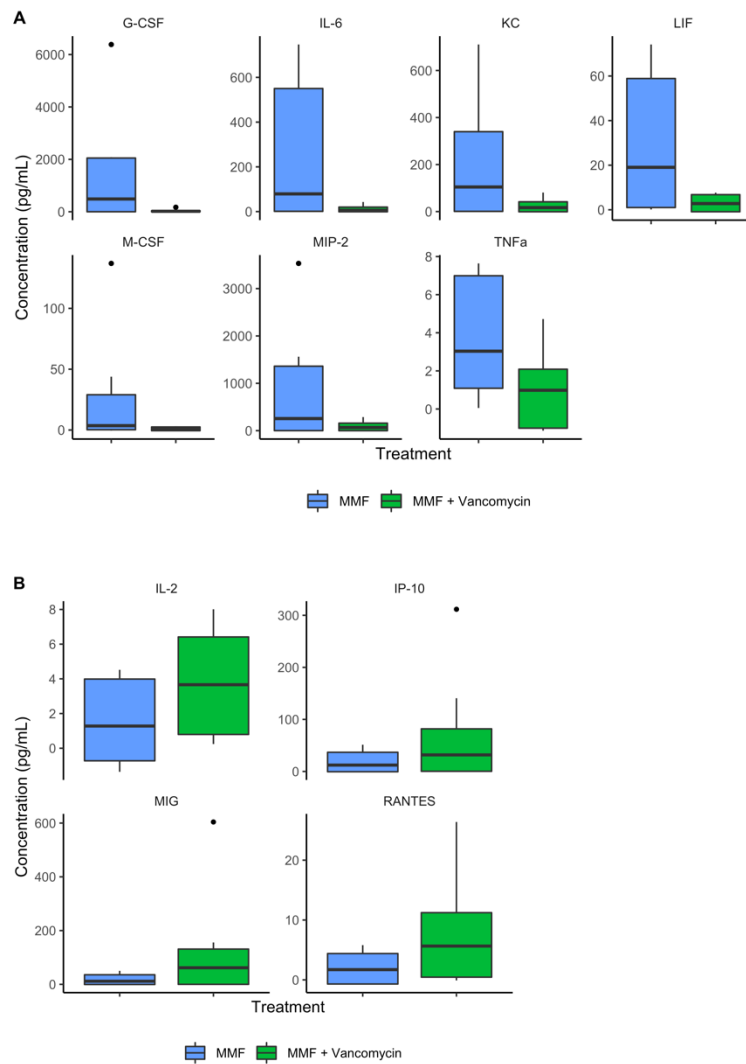 A
G-CSF
IL-6
KC
LIF
Concentration (pg/mL)
6000
4000
2000
0
600
400
200
0
600
400
200
0
60
40
20
0
M-CSF
MIP-2
TNFa
100
50
0
3000
2000
1000
0
8
6
4
2
0
Treatment
MMF MMF + Vancomycin
B
IL-2
IP-10
Concentration (pg/mL)
8
6
4
2
0
300
200
100
0
MIG
RANTES
600
400
200
0
20
10
0
Treatment
MMF MMF + Vancomycin